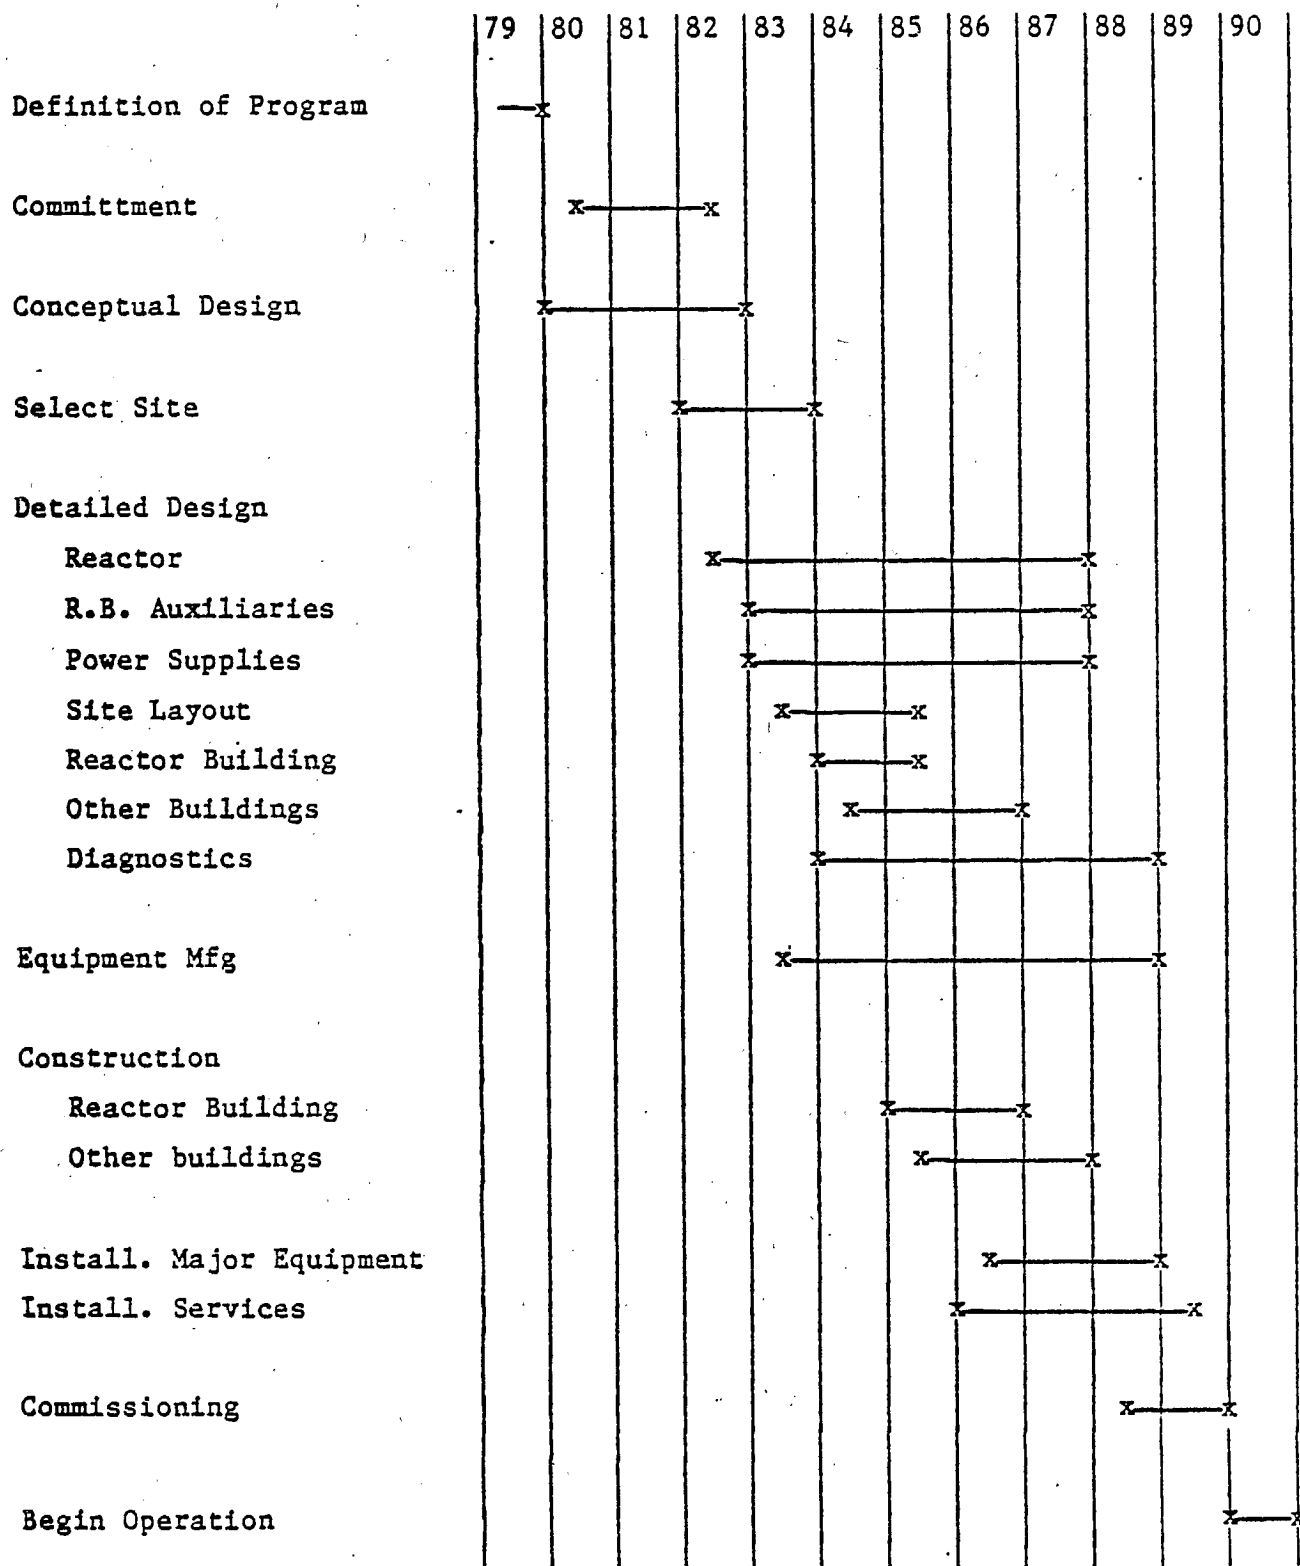 79 80 81 82 83 84 85 86 87 88 89 90
Definition of Program
Committment
Conceptual Design
Select Site
Detailed Design
Reactor
R.B. Auxiliaries
Power Supplies
Site Layout
Reactor Building
Other Buildings
Diagnostics
Equipment Mfg
Construction
Reactor Building
Other buildings
Install. Major Equipment
Install. Services
Commissioning
Begin Operation